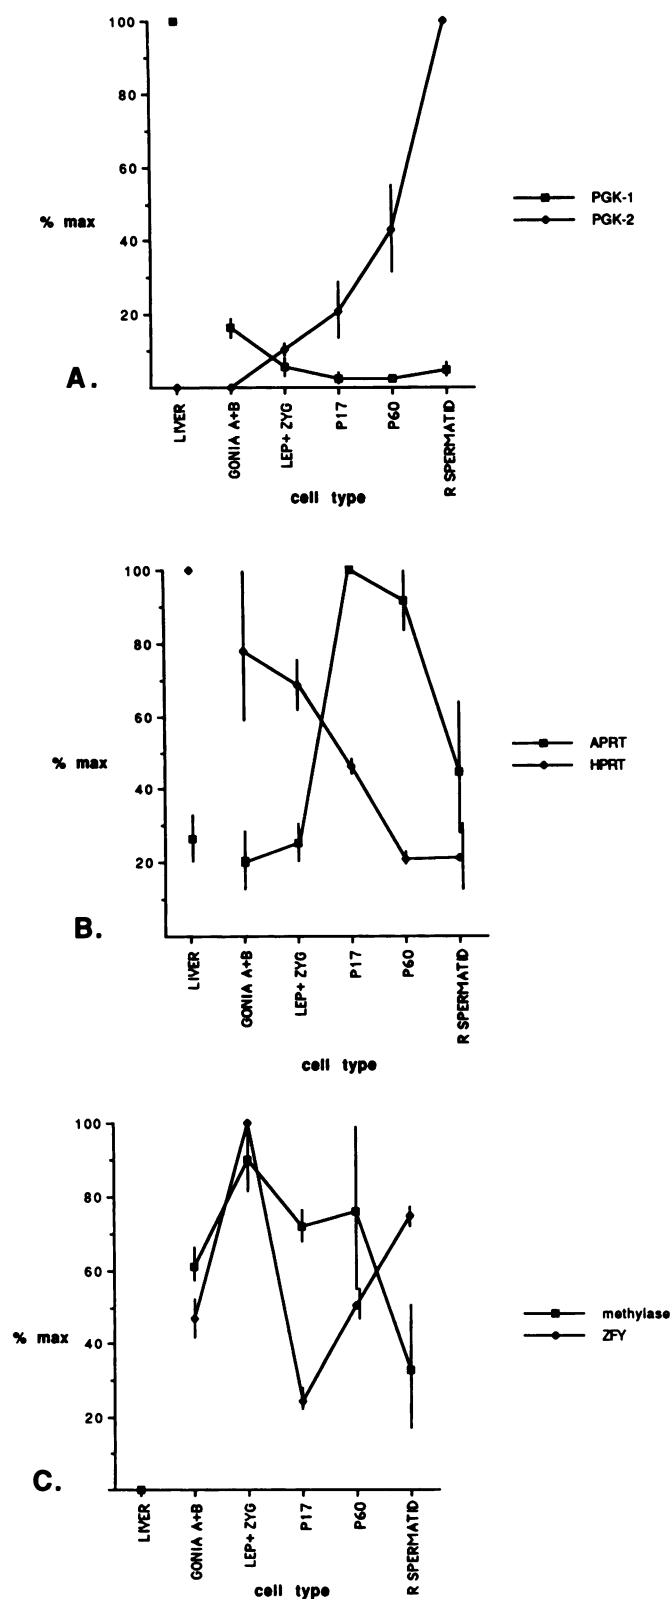 100
80
60
% max
40
20
A.
LIVER
GONIA A+B
LEP+ ZYG
P17
P60
R SPERMATID
cell type
PGK-1
PGK-2
100
80
60
% max
40
20
B.
LIVER
GONIA A+B
LEP+ ZYG
P17
P60
R SPERMATID
cell type
APRT
HPRT
100
80
60
% max
40
20
C.
LIVER
GONIA A+B
LEP+ ZYG
P17
P60
R SPERMATID
cell type
methylase
ZFY